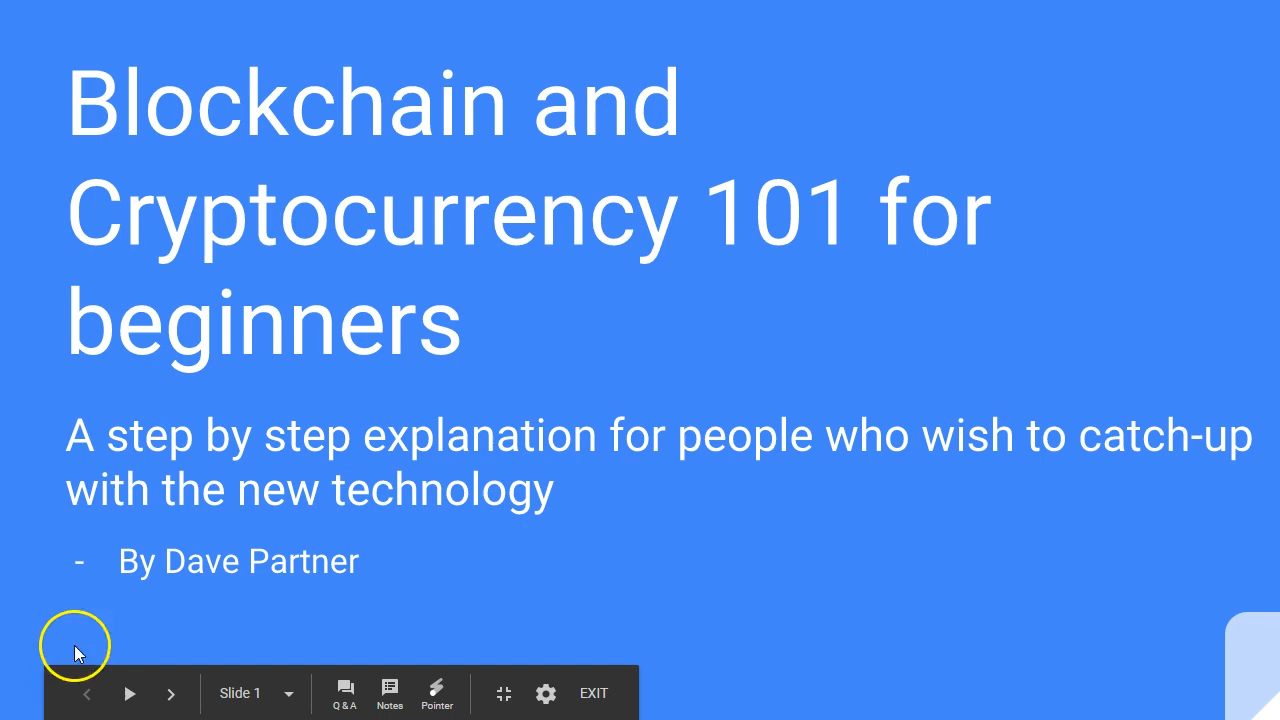 Blockchain and
Cryptocurrency 101 for
beginners
A step by step explanation for people who wish to catch-up
with the new technology
- By Dave Partner
Slide 1
Q & A
Notes
Pointer
EXIT